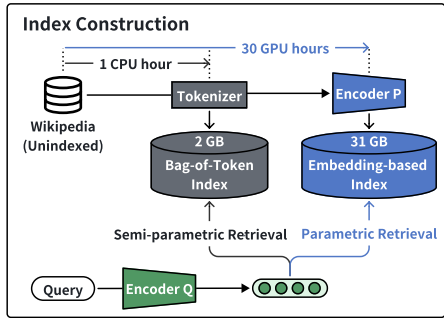 Index Construction
30 GPU hours
1 CPU hour
Tokenizer
Encoder P
Wikipedia
(Unindexed)
2 GB
Bag-of-Token
Index
31 GB
Embedding-based
Index
Semi-parametric Retrieval
Parametric Retrieval
Query
Encoder Q